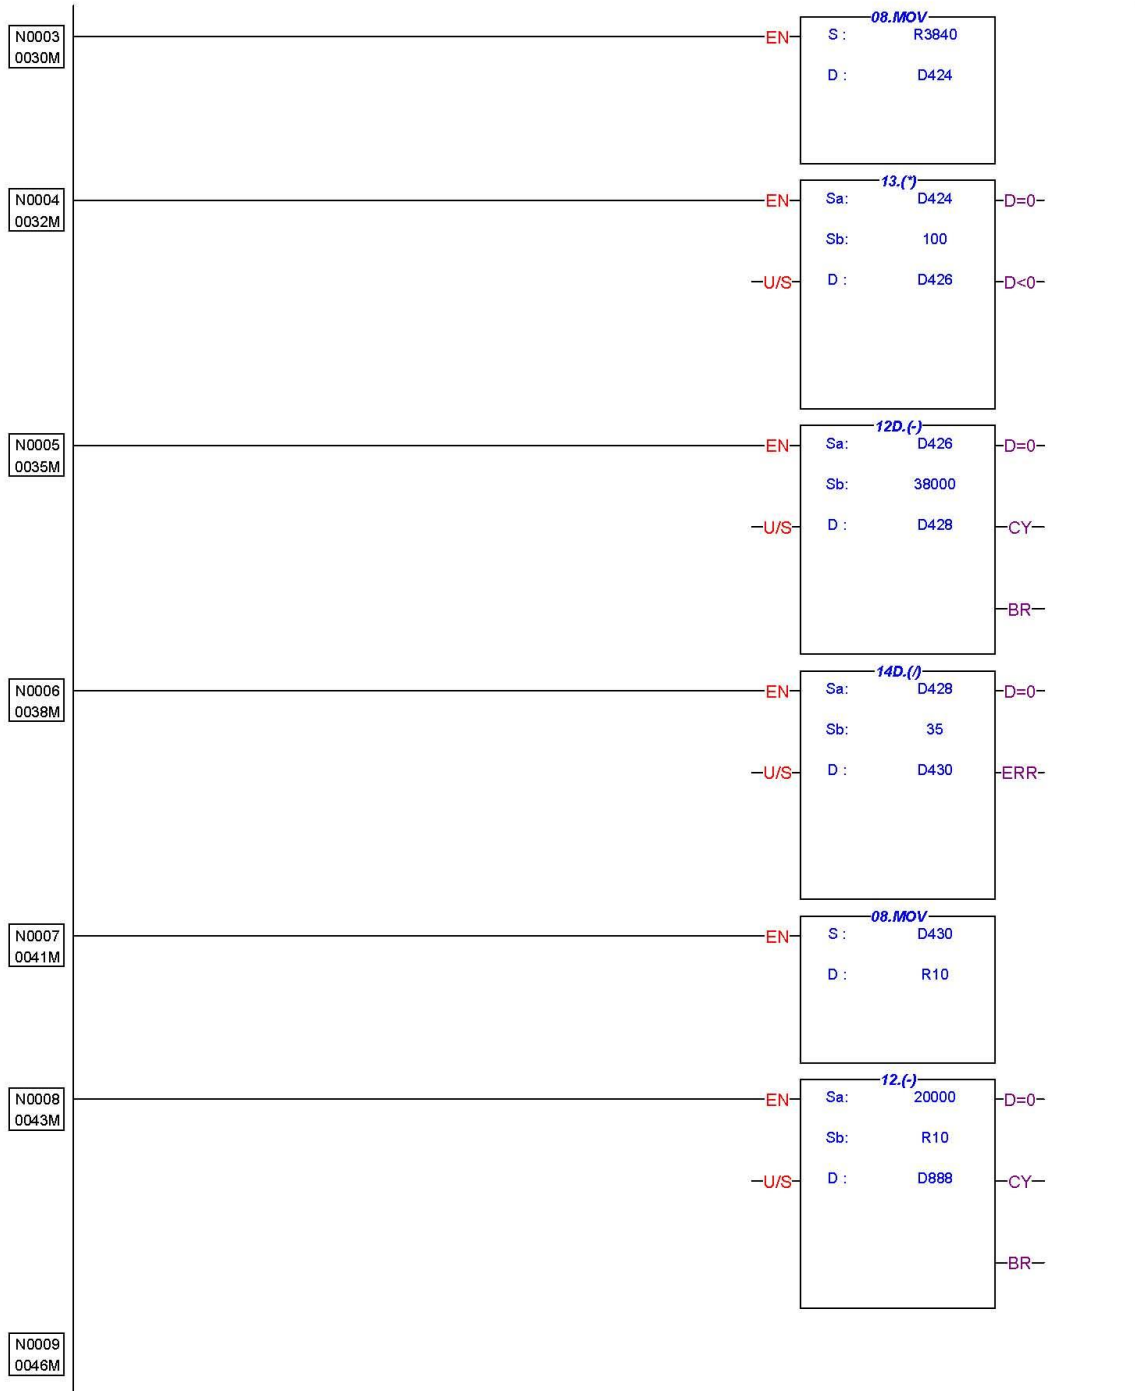 08.MOV
N0003 EN S : R3840
0030M
D : D424
13.(*)
N0004 EN Sa: D424 D=0
0032M
Sb: 100
U/S D : D426 D<0
12D.(-)
N0005 EN Sa: D426 D=0
0035M
Sb: 38000
U/S D : D428 CY
BR
14D.(/)
N0006 EN Sa: D428 D=0
0038M
Sb: 35
U/S D : D430 ERR
08.MOV
N0007 EN S : D430
0041M
D : R10
12.(-)
N0008 EN Sa: 20000 D=0
0043M
Sb: R10
U/S D : D888 CY
BR
N0009
0046M